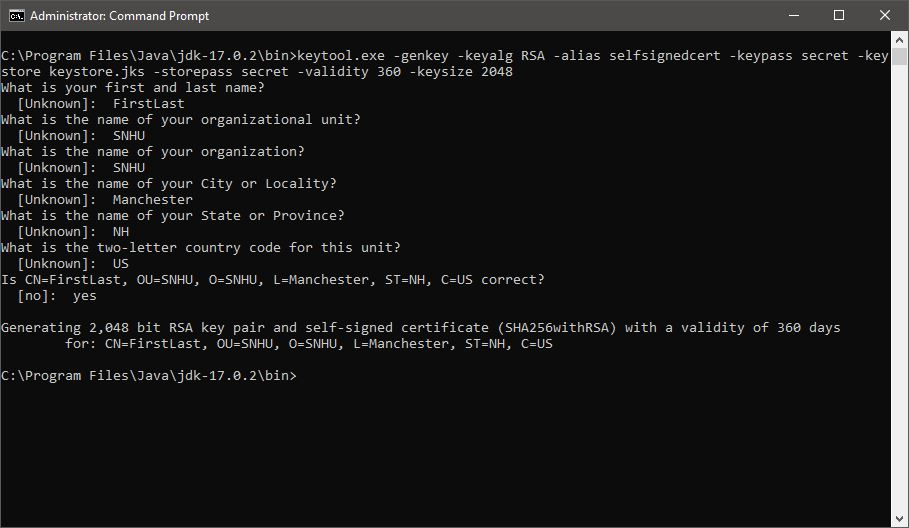 Administrator: Command Prompt
C:\Program Files\Java\jdk-17.0.2\bin>keytool.exe -genkey -keyalg RSA -alias selfsignedcert -keypass secret -key
store keystore.jks -storepass secret -validity 360 -keysize 2048
What is your first and last name?
  [Unknown]:  FirstLast
What is the name of your organizational unit?
  [Unknown]:  SNHU
What is the name of your organization?
  [Unknown]:  SNHU
What is the name of your City or Locality?
  [Unknown]:  Manchester
What is the name of your State or Province?
  [Unknown]:  NH
What is the two-letter country code for this unit?
  [Unknown]:  US
Is CN=FirstLast, OU=SNHU, O=SNHU, L=Manchester, ST=NH, C=US correct?
  [no]:  yes
Generating 2,048 bit RSA key pair and self-signed certificate (SHA256withRSA) with a validity of 360 days
        for: CN=FirstLast, OU=SNHU, O=SNHU, L=Manchester, ST=NH, C=US
C:\Program Files\Java\jdk-17.0.2\bin>